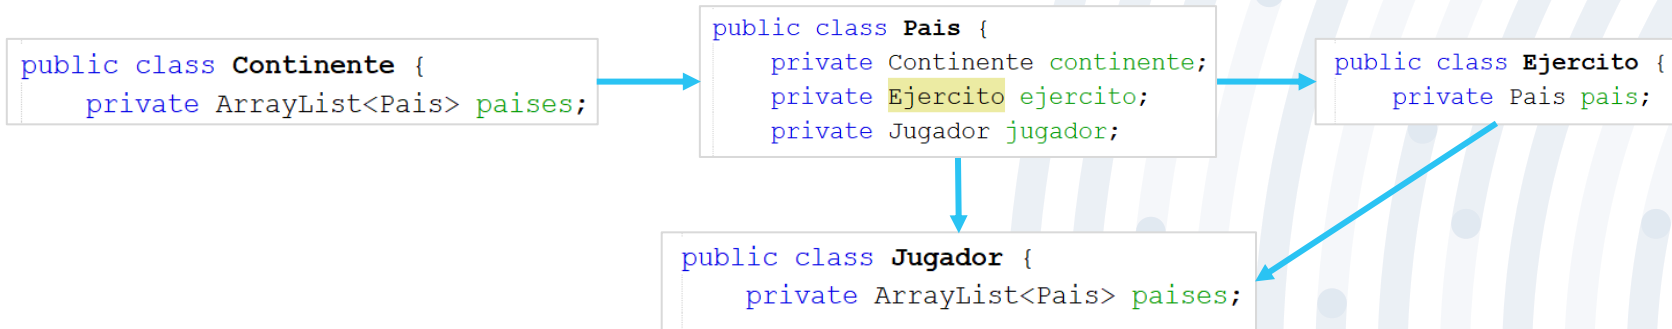 public class Continente {
    private ArrayList<Pais> paises;
public class Pais {
    private Continente continente;
    private Ejercito ejercito;
    private Jugador jugador;
public class Ejercito {
    private Pais pais;
public class Jugador {
    private ArrayList<Pais> paises;